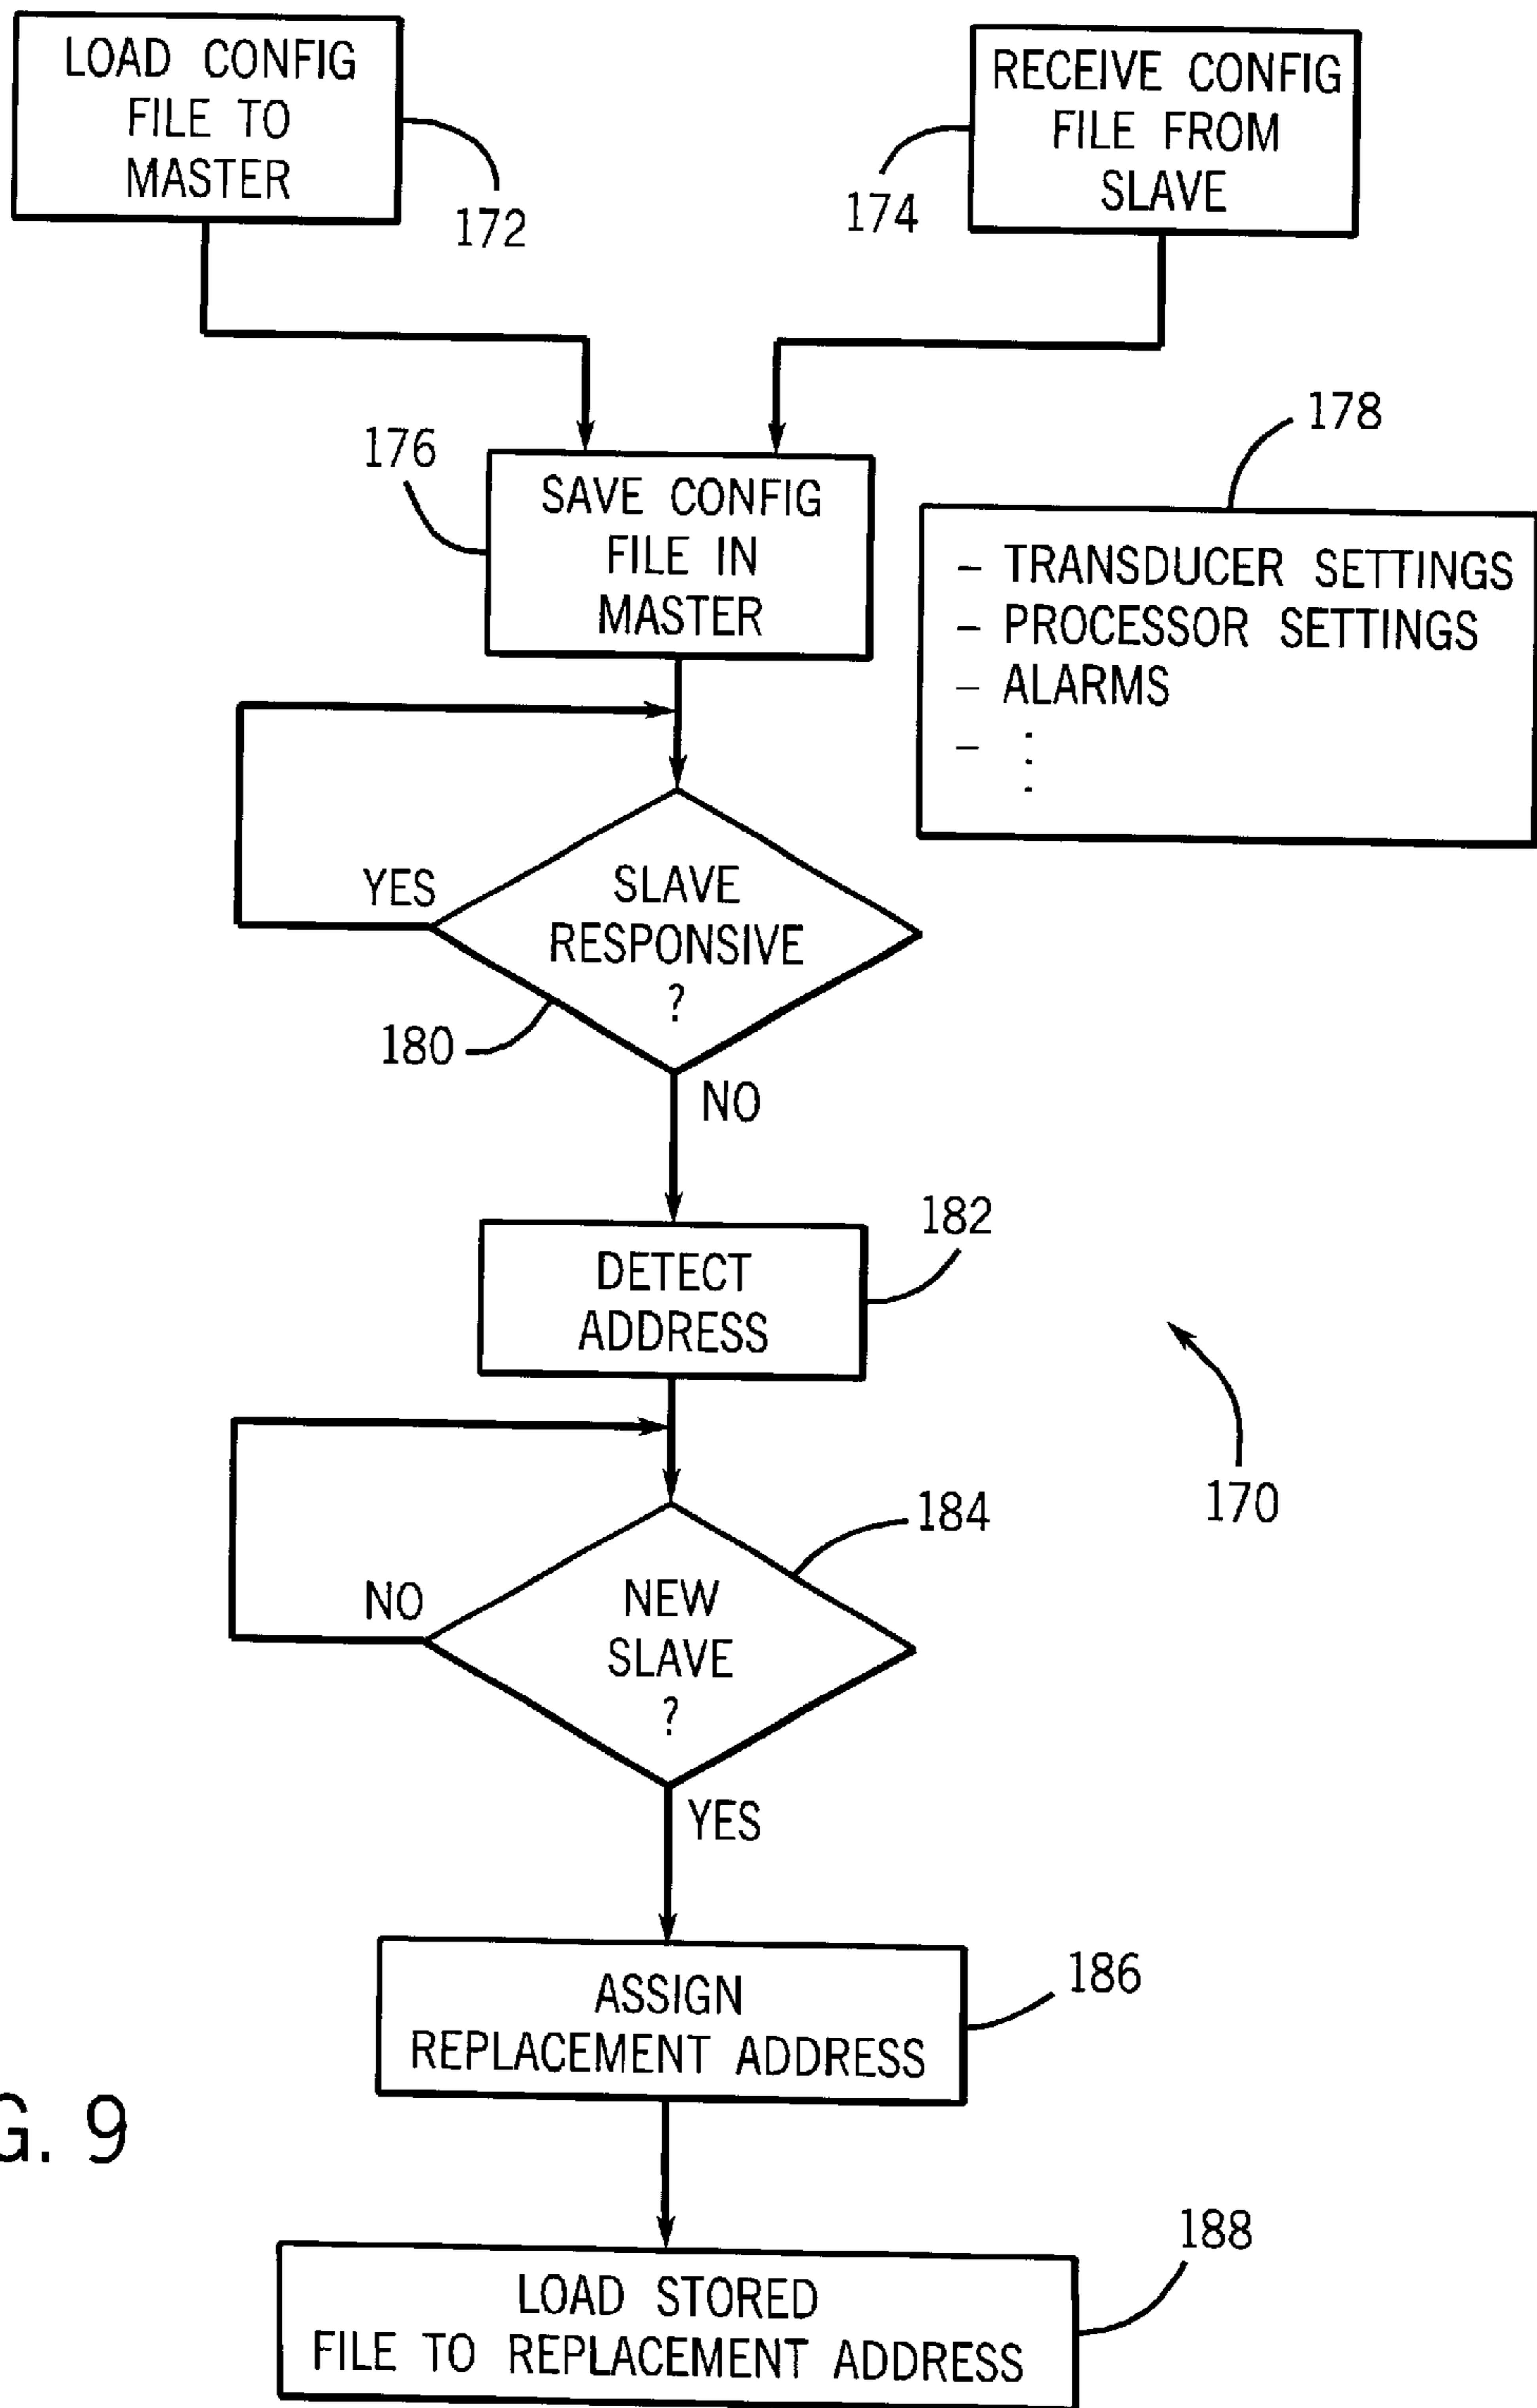 LOAD CONFIG
FILE TO
MASTER
172
RECEIVE CONFIG
FILE FROM
SLAVE
174
176
SAVE CONFIG
FILE IN
MASTER
178
– TRANSDUCER SETTINGS
– PROCESSOR SETTINGS
– ALARMS
– ⋮
YES
SLAVE
RESPONSIVE
?
180
NO
DETECT
ADDRESS
182
170
184
NO
NEW
SLAVE
?
YES
ASSIGN
REPLACEMENT ADDRESS
186
G. 9
188
LOAD STORED
FILE TO REPLACEMENT ADDRESS